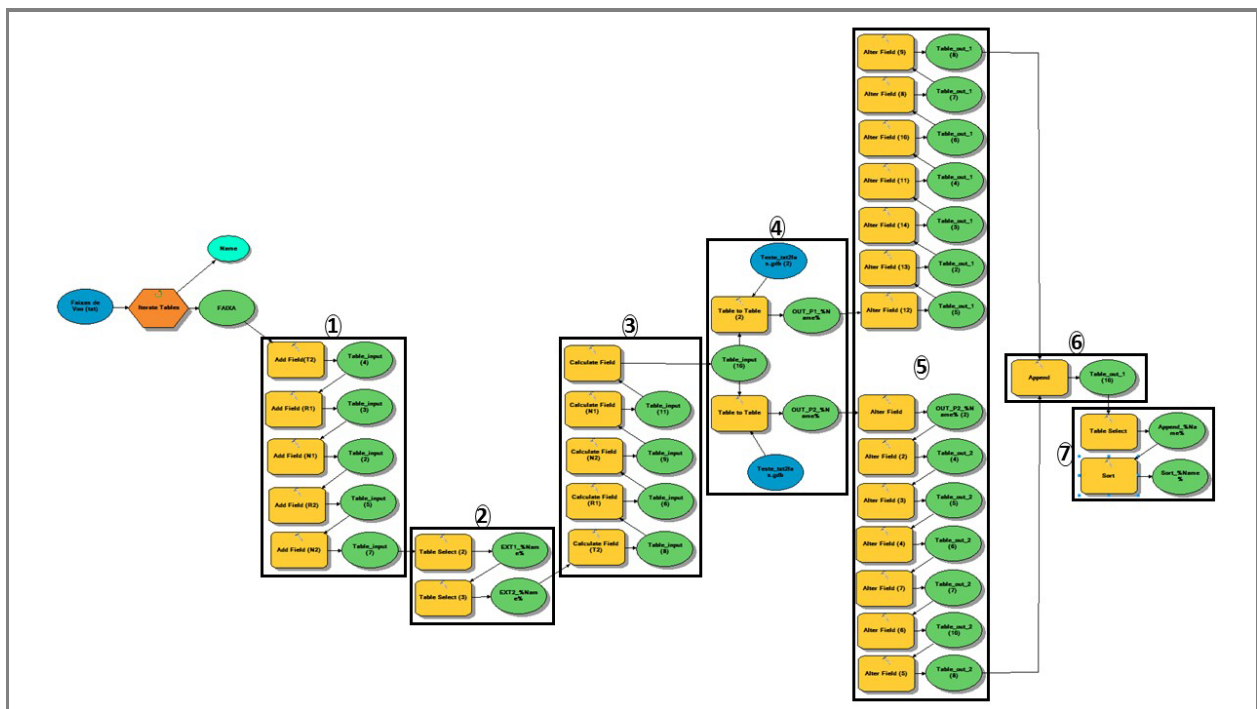 Name
Faixas de
Voo (txt)
Iterate Tables
FAIXA
1
Add Field(T2)
Table_input
(4)
Add Field (R1)
Table_input
(3)
Add Field (N1)
Table_input
(2)
Add Field (R2)
Table_input
(5)
Add Field (N2)
Table_input
(7)
2
Table Select (2)
EXT1_%Nam
e%
Table Select (3)
EXT2_%Nam
e%
3
Calculate Field
Calculate Field
(N1)
Table_input
(11)
Calculate Field
(N2)
Table_input
(9)
Calculate Field
(R1)
Table_input
(6)
Calculate Field
(T2)
Table_input
(8)
4
(2)
Table to Table
(2)
OUT_P1_%N
ame%
Table_input
(10)
Table to Table
OUT_P2_%N
ame%
5
Alter Field (9)
Table_out_1
(8)
Alter Field (8)
Table_out_1
(7)
Alter Field (10)
Table_out_1
(6)
Alter Field (11)
Table_out_1
(4)
Alter Field (14)
Table_out_1
(3)
Alter Field (13)
Table_out_1
(2)
Alter Field (12)
Table_out_1
(5)
Alter Field
OUT_P2_%N
ame% (2)
Alter Field (2)
Table_out_2
(4)
Alter Field (3)
Table_out_2
(5)
Alter Field (4)
Table_out_2
(6)
Alter Field (7)
Table_out_2
(7)
Alter Field (6)
Table_out_2
(10)
Alter Field (5)
Table_out_2
(8)
6
Append
Table_out_1
(10)
7
Table Select
Append_%Na
me%
Sort
Sort_%Name
%